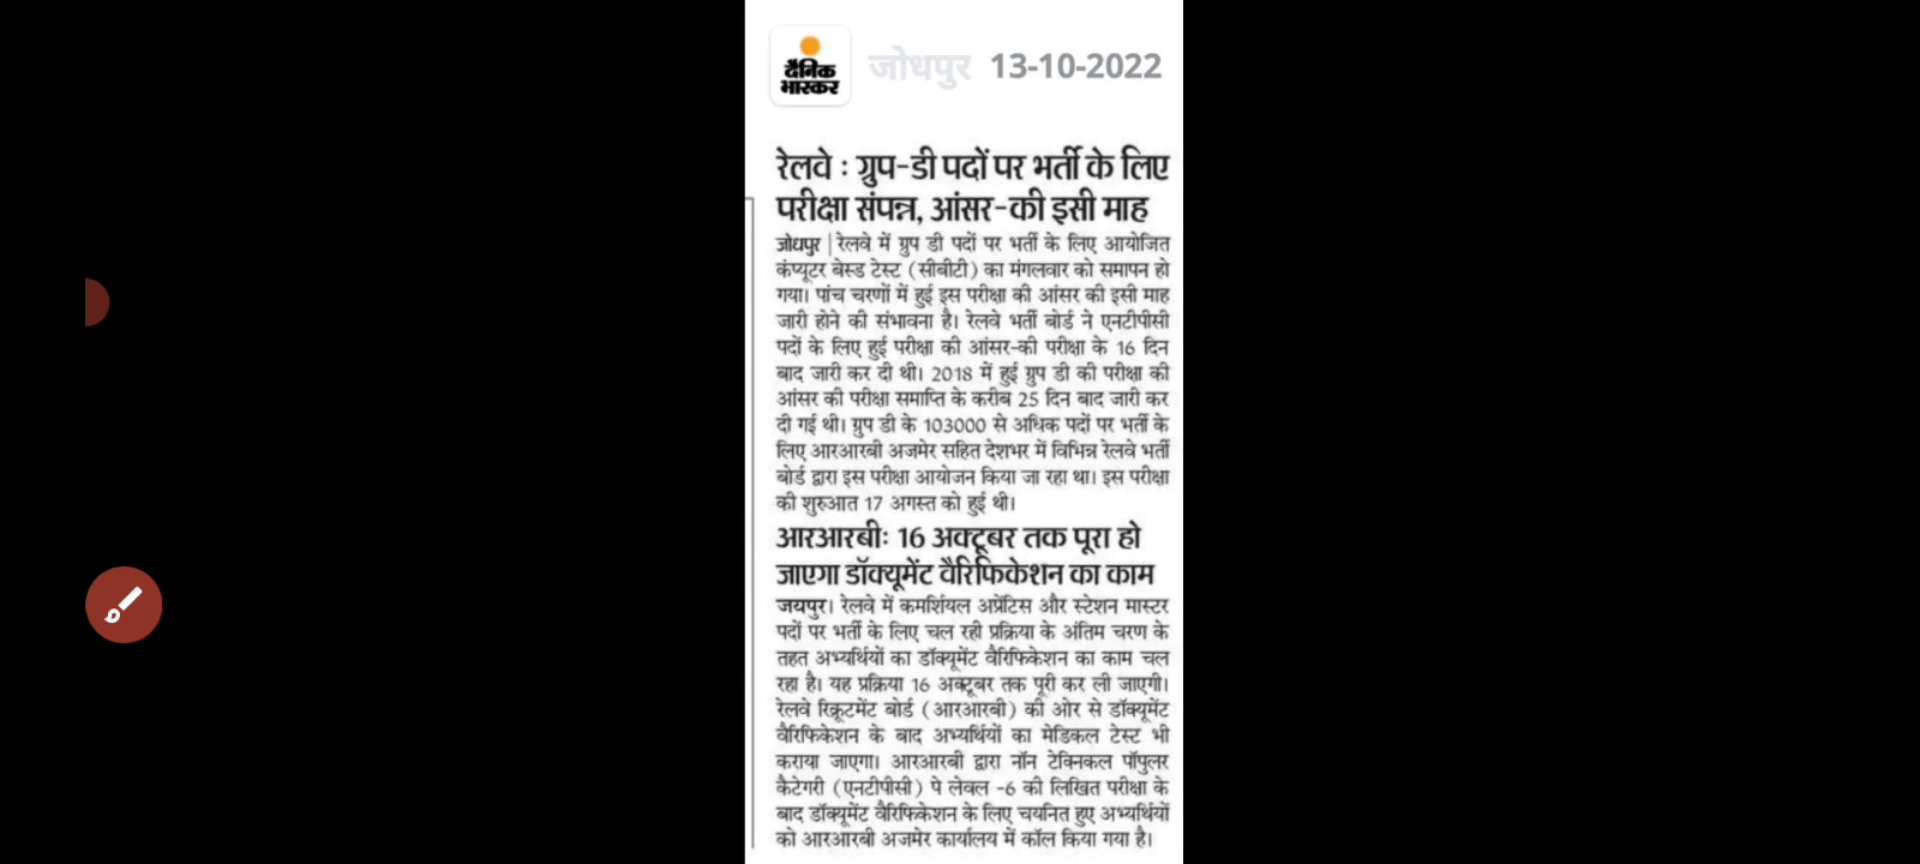 दैनिक
भास्कर
जोधपुर 13-10-2022
रेलवे : ग्रुप-डी पदों पर भर्ती के लिए
परीक्षा संपन्न, आंसर-की इसी माह
जोधपुर | रेलवे में ग्रुप डी पदों पर भर्ती के लिए आयोजित
कंप्यूटर बेस्ड टेस्ट (सीबीटी) का मंगलवार को समापन हो
गया। पांच चरणों में हुई इस परीक्षा की आंसर की इसी माह
जारी होने की संभावना है। रेलवे भर्ती बोर्ड ने एनटीपीसी
पदों के लिए हुई परीक्षा की आंसर-की परीक्षा के 16 दिन
बाद जारी कर दी थी। 2018 में हुई ग्रुप डी की परीक्षा की
आंसर की परीक्षा समाप्ति के करीब 25 दिन बाद जारी कर
दी गई थी। ग्रुप डी के 103000 से अधिक पदों पर भर्ती के
लिए आरआरबी अजमेर सहित देशभर में विभिन्न रेलवे भर्ती
बोर्ड द्वारा इस परीक्षा आयोजन किया जा रहा था। इस परीक्षा
की शुरुआत 17 अगस्त को हुई थी।
आरआरबी: 16 अक्टूबर तक पूरा हो
जाएगा डॉक्यूमेंट वैरिफिकेशन का काम
जयपुर। रेलवे में कमर्शियल अप्रेंटिस और स्टेशन मास्टर
पदों पर भर्ती के लिए चल रही प्रक्रिया के अंतिम चरण के
तहत अभ्यर्थियों का डॉक्यूमेंट वैरिफिकेशन का काम चल
रहा है। यह प्रक्रिया 16 अक्टूबर तक पूरी कर ली जाएगी।
रेलवे रिक्रूटमेंट बोर्ड (आरआरबी) की ओर से डॉक्यूमेंट
वैरिफिकेशन के बाद अभ्यर्थियों का मेडिकल टेस्ट भी
कराया जाएगा। आरआरबी द्वारा नॉन टेक्निकल पॉपुलर
कैटेगरी (एनटीपीसी) पे लेवल -6 की लिखित परीक्षा के
बाद डॉक्यूमेंट वैरिफिकेशन के लिए चयनित हुए अभ्यर्थियों
को आरआरबी अजमेर कार्यालय में कॉल किया गया है।